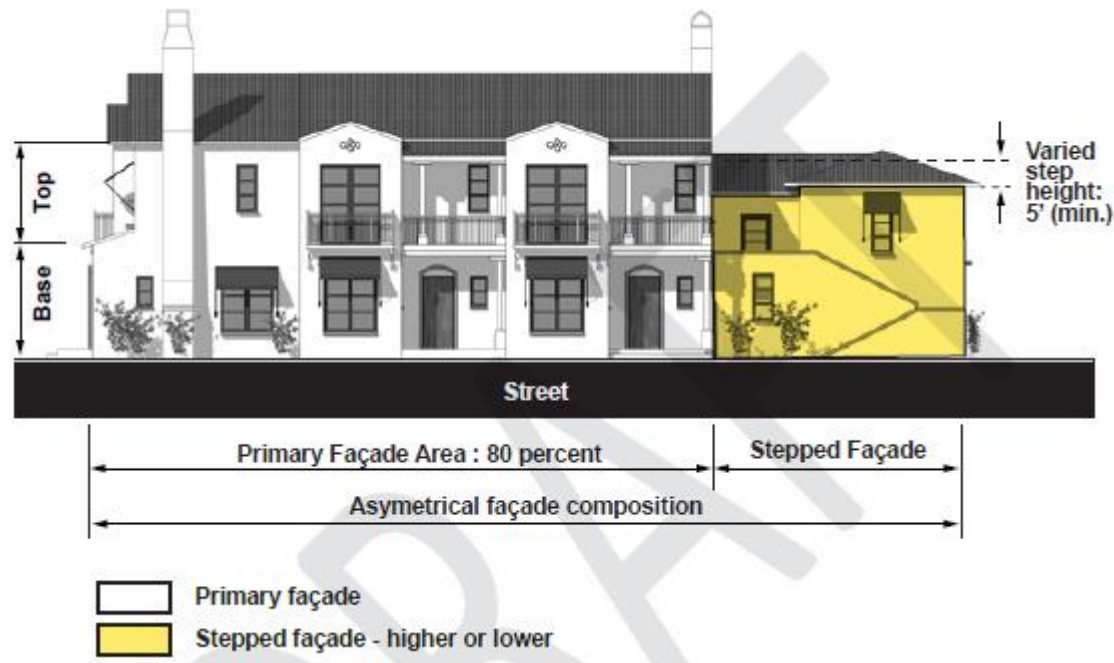 Top
Base
Varied
step
height:
5' (min.)
Street
Primary Façade Area : 80 percent
Stepped Façade
Asymetrical façade composition
Primary façade
Stepped façade - higher or lower
DRAFT